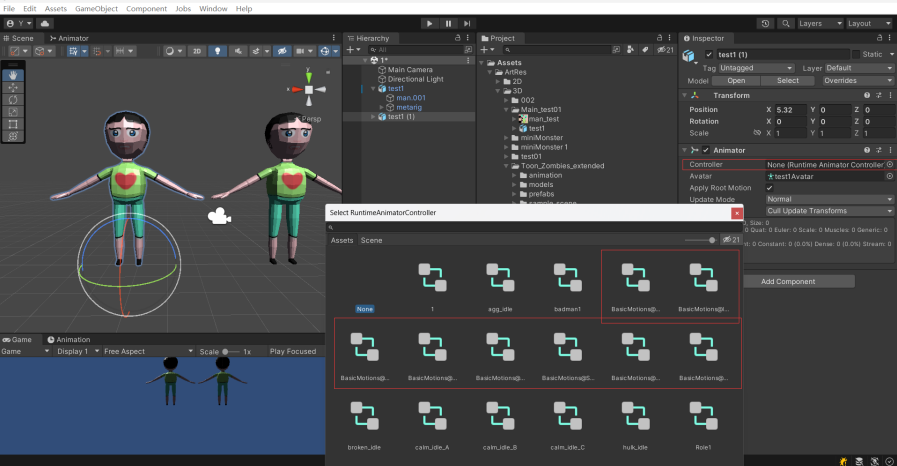 File Edit Assets GameObject Component Jobs Window Help
Y
Layers Layout
Scene Animator
2D
Persp
Hierarchy
All
1*
Main Camera
Directional Light
test1
man.001
metarig
test1 (1)
Project
21
Assets
ArtRes
2D
3D
002
Main_test01
man_test
test1
miniMonster
miniMonster 1
test01
Toon_Zombies_extended
animation
models
prefabs
sample_scene
Inspector
test1 (1) Static
Tag Untagged Layer Default
Model Open Select Overrides
Transform
Position X 5.32 Y 0 Z 0
Rotation X 0 Y 0 Z 0
Scale X 1 Y 1 Z 1
Animator
Controller None (Runtime Animator Controller
Avatar test1Avatar
Apply Root Motion
Update Mode Normal
Cull Update Transforms
0, Size: 0
0 Quat: 0 Euler: 0 Scale: 0 Muscles: 0 Generic: 0
nt: 0 Constant: 0 (0.0%) Dense: 0 (0.0%) Stream: 0
Add Component
Select RuntimeAnimatorController
Assets Scene 21
None 1 agg_idle badman1 BasicMotions@... BasicMotions@I...
BasicMotions@... BasicMotions@... BasicMotions@... BasicMotions@S... BasicMotions@... BasicMotions@...
broken_idle calm_idle_A calm_idle_B calm_idle_C hulk_idle Role1
Game Animation
Game Display 1 Free Aspect Scale 1x Play Focused